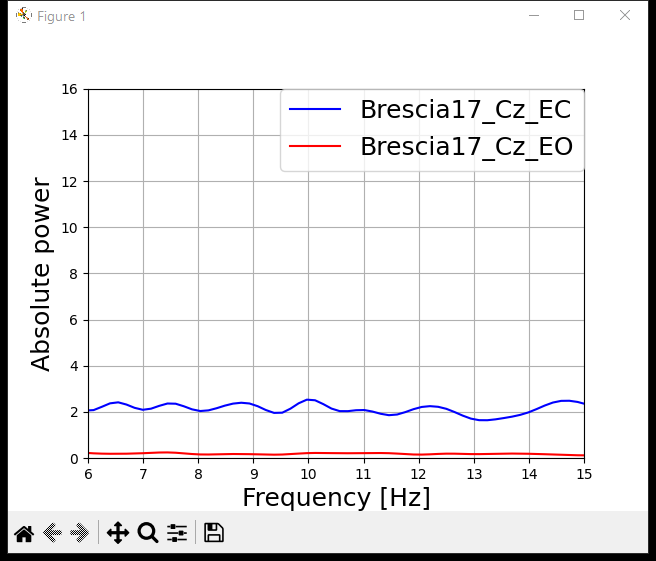 Figure 1
Brescia17_Cz_EC
Brescia17_Cz_EO
Absolute power
16
14
12
10
8
6
4
2
0
6 7 8 9 10 11 12 13 14 15
Frequency [Hz]